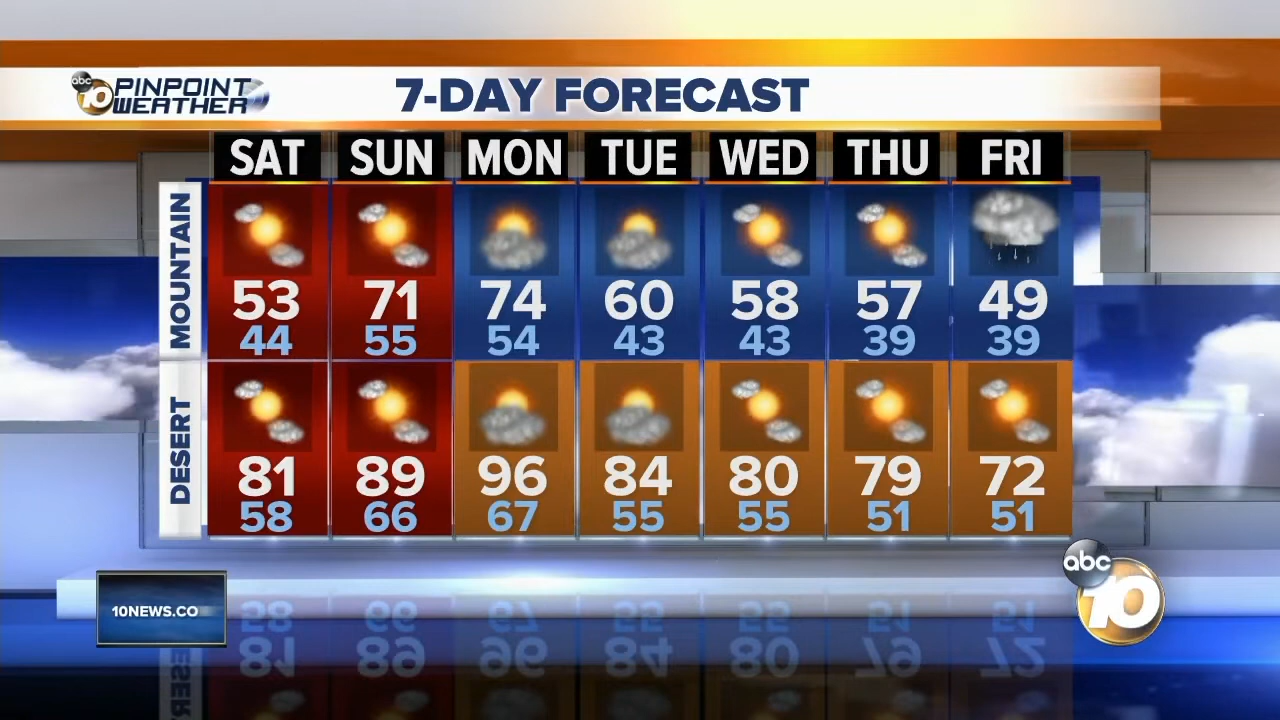 abc 10 PINPOINT WEATHER
7-DAY FORECAST
SAT SUN MON TUE WED THU FRI
MOUNTAIN
53 71 74 60 58 57 49
44 55 54 43 43 39 39
DESERT
81 89 96 84 80 79 72
58 66 67 55 55 51 51
10NEWS.CO
abc 10